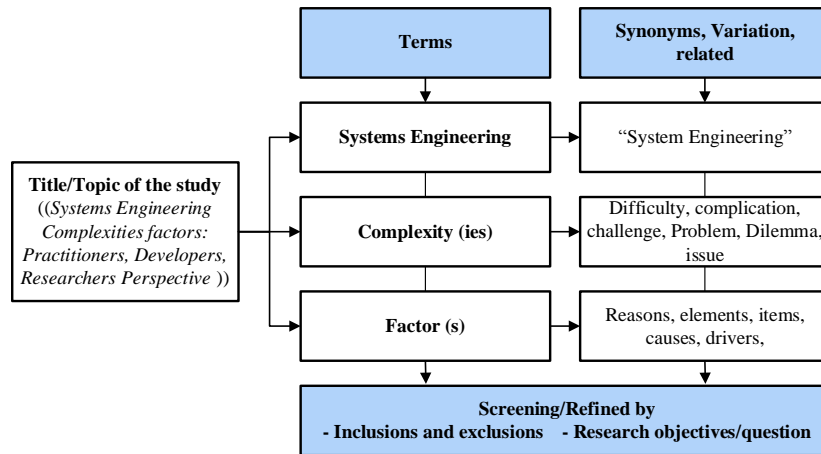 Terms
Synonyms, Variation,
related
Systems Engineering
“System Engineering”
Title/Topic of the study
((Systems Engineering
Complexities factors:
Practitioners, Developers,
Researchers Perspective ))
Complexity (ies)
Difficulty, complication,
challenge, Problem, Dilemma,
issue
Factor (s)
Reasons, elements, items,
causes, drivers,
Screening/Refined by
- Inclusions and exclusions - Research objectives/question